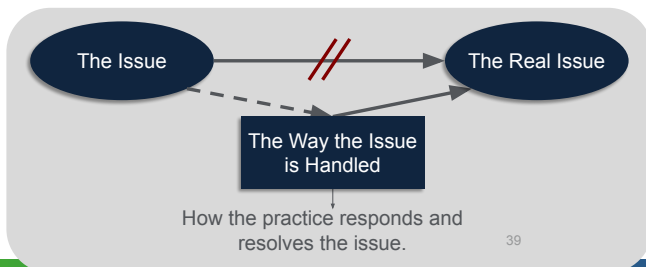 The Issue
The Real Issue
The Way the Issue
is Handled
How the practice responds and
resolves the issue.
39